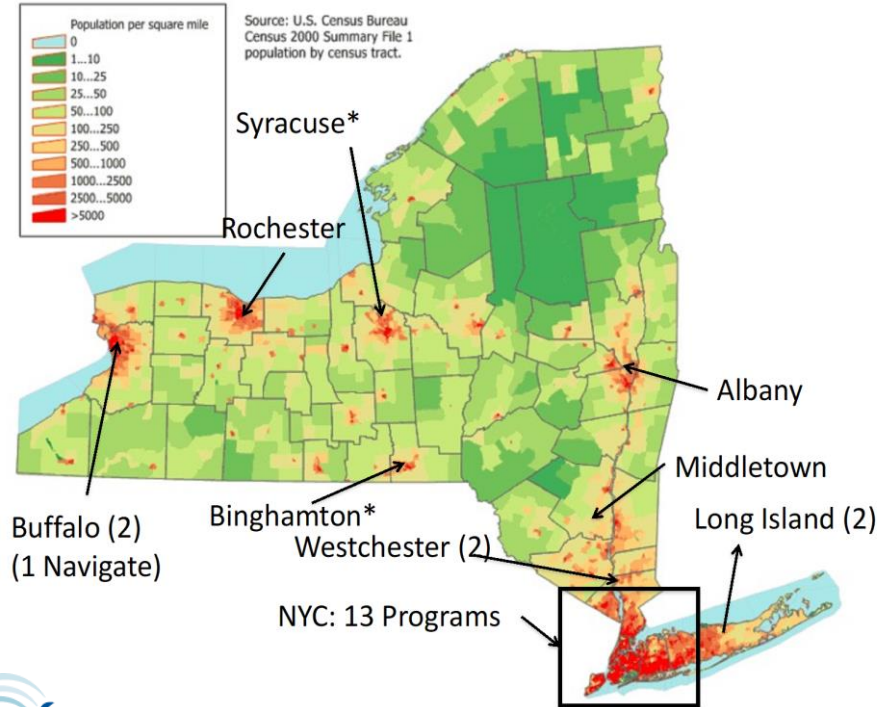 Population per square mile
0
1...10
10...25
25...50
50...100
100...250
250...500
500...1000
1000...2500
2500...5000
>5000
Source: U.S. Census Bureau
Census 2000 Summary File 1
population by census tract.
Syracuse*
Rochester
Albany
Middletown
Buffalo (2)
(1 Navigate)
Binghamton*
Westchester (2)
Long Island (2)
NYC: 13 Programs